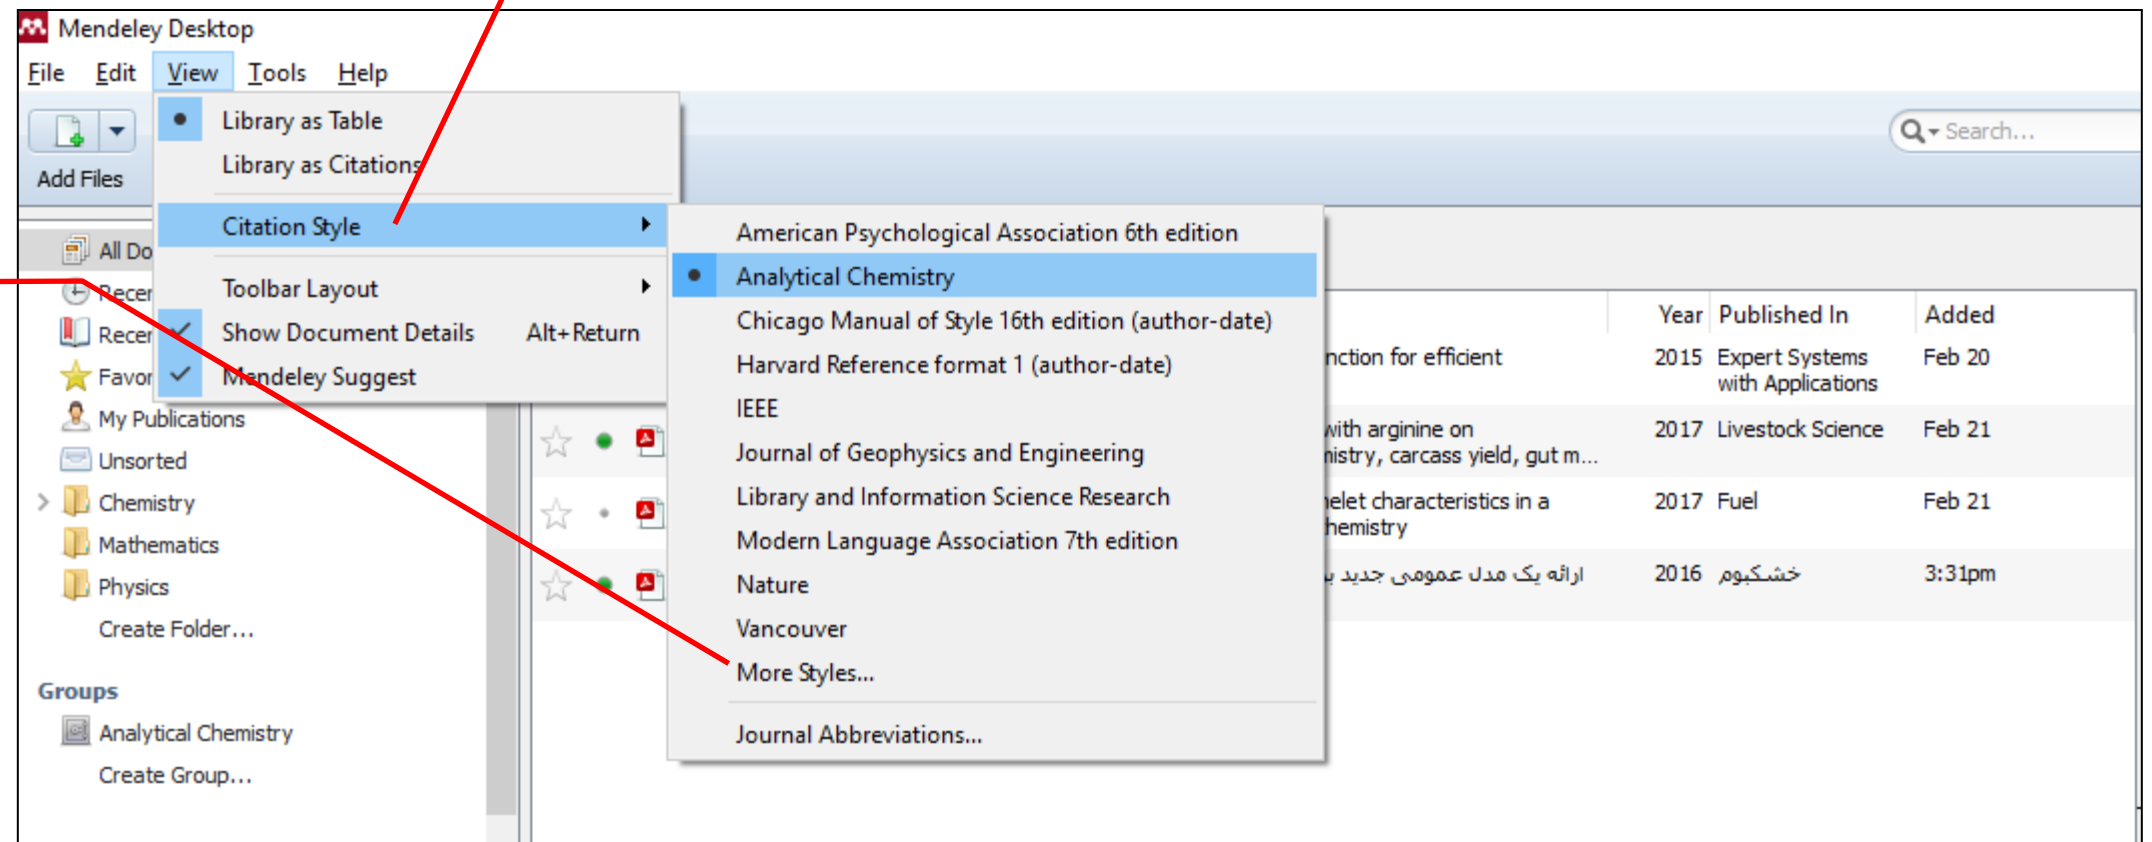 Mendeley Desktop
File Edit View Tools Help
Library as Table
Library as Citations
Citation Style
Toolbar Layout
Show Document Details Alt+Return
Mendeley Suggest
Add Files
Search...
American Psychological Association 6th edition
Analytical Chemistry
Chicago Manual of Style 16th edition (author-date)
Harvard Reference format 1 (author-date)
IEEE
Journal of Geophysics and Engineering
Library and Information Science Research
Modern Language Association 7th edition
Nature
Vancouver
More Styles...
Journal Abbreviations...
All Do
Recen
Recer
Favor
My Publications
Unsorted
Chemistry
Mathematics
Physics
Create Folder...
Groups
Analytical Chemistry
Create Group...
Year Published In Added
nction for efficient 2015 Expert Systems Feb 20
with Applications
with arginine on 2017 Livestock Science Feb 21
nistry, carcass yield, gut m...
elet characteristics in a 2017 Fuel Feb 21
hemistry
ارائه یک مدل عمومی جدید بر 2016 خشکبوم 3:31pm